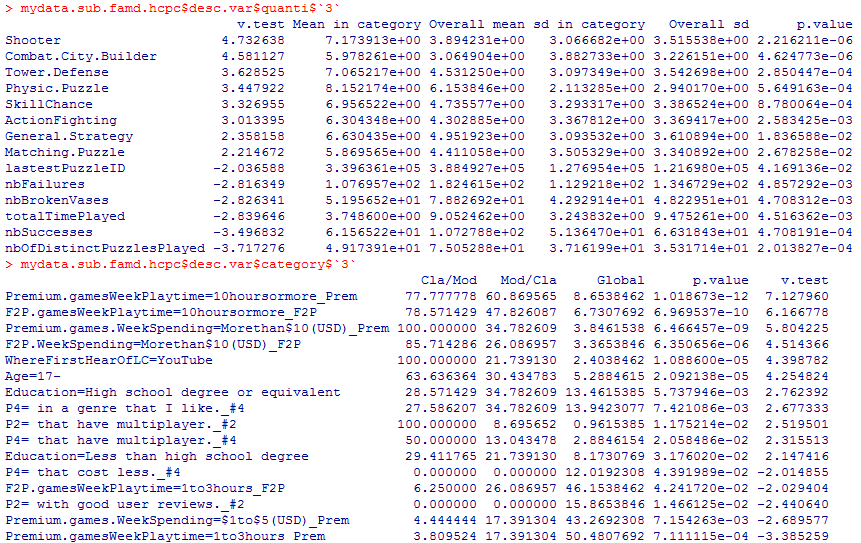 > mydata.sub.famd.hcpc$desc.var$quanti$`3`
v.test Mean in category Overall mean sd in category Overall sd p.value
Shooter 4.732638 7.173913e+00 3.894231e+00 3.066682e+00 3.515538e+00 2.216211e-06
Combat.City.Builder 4.581127 5.978261e+00 3.064904e+00 3.882733e+00 3.226151e+00 4.624773e-06
Tower.Defense 3.628525 7.065217e+00 4.531250e+00 3.097349e+00 3.542698e+00 2.850447e-04
Physic.Puzzle 3.447922 8.152174e+00 6.153846e+00 2.113285e+00 2.940170e+00 5.649163e-04
SkillChance 3.326955 6.956522e+00 4.735577e+00 3.293317e+00 3.386524e+00 8.780064e-04
ActionFighting 3.013395 6.304348e+00 4.302885e+00 3.367812e+00 3.369417e+00 2.583425e-03
General.Strategy 2.358158 6.630435e+00 4.951923e+00 3.093532e+00 3.610894e+00 1.836588e-02
Matching.Puzzle 2.214672 5.869565e+00 4.411058e+00 3.505329e+00 3.340892e+00 2.678258e-02
lastestPuzzleID -2.036588 3.396361e+05 3.884927e+05 1.276954e+05 1.216980e+05 4.169136e-02
nbFailures -2.816349 1.076957e+02 1.824615e+02 1.129218e+02 1.346729e+02 4.857292e-03
nbBrokenVases -2.826341 5.195652e+01 7.882692e+01 4.292914e+01 4.822951e+01 4.708312e-03
totalTimePlayed -2.839646 3.748600e+04 9.052462e+04 3.243832e+04 9.475261e+04 4.516362e-03
nbSuccesses -3.496832 6.156522e+01 1.072788e+02 5.136470e+01 6.631843e+01 4.708191e-04
nbOfDistinctPuzzlesPlayed -3.717276 4.917391e+01 7.505288e+01 3.716199e+01 3.531714e+01 2.013827e-04
> mydata.sub.famd.hcpc$desc.var$category$`3`
Cla/Mod Mod/Cla Global p.value v.test
Premium.gamesWeekPlaytime=10hoursormore_Prem 77.777778 60.869565 8.6538462 1.018673e-12 7.127960
F2P.gamesWeekPlaytime=10hoursormore_F2P 78.571429 47.826087 6.7307692 6.969537e-10 6.166778
Premium.games.WeekSpending=Morethan$10(USD)_Prem 100.000000 34.782609 3.8461538 6.466457e-09 5.804225
F2P.WeekSpending=Morethan$10(USD)_F2P 85.714286 26.086957 3.3653846 6.350656e-06 4.514366
WhereFirstHearOfLC=YouTube 100.000000 21.739130 2.4038462 1.088600e-05 4.398782
Age=17- 63.636364 30.434783 5.2884615 2.092138e-05 4.254824
Education=High school degree or equivalent 28.571429 34.782609 13.4615385 5.737946e-03 2.762392
P4= in a genre that I like._#4 27.586207 34.782609 13.9423077 7.421086e-03 2.677333
P2= that have multiplayer._#2 100.000000 8.695652 0.9615385 1.175214e-02 2.519501
P4= that have multiplayer._#4 50.000000 13.043478 2.8846154 2.058486e-02 2.315513
Education=Less than high school degree 29.411765 21.739130 8.1730769 3.176020e-02 2.147416
P4= that cost less._#4 0.000000 0.000000 12.0192308 4.391989e-02 -2.014855
F2P.gamesWeekPlaytime=1to3hours_F2P 6.250000 26.086957 46.1538462 4.241720e-02 -2.029404
P2= with good user reviews._#2 0.000000 0.000000 15.8653846 1.466125e-02 -2.440640
Premium.games.WeekSpending=$1to$5(USD)_Prem 4.444444 17.391304 43.2692308 7.154263e-03 -2.689577
Premium.gamesWeekPlaytime=1to3hours Prem 3.809524 17.391304 50.4807692 7.111115e-04 -3.385259